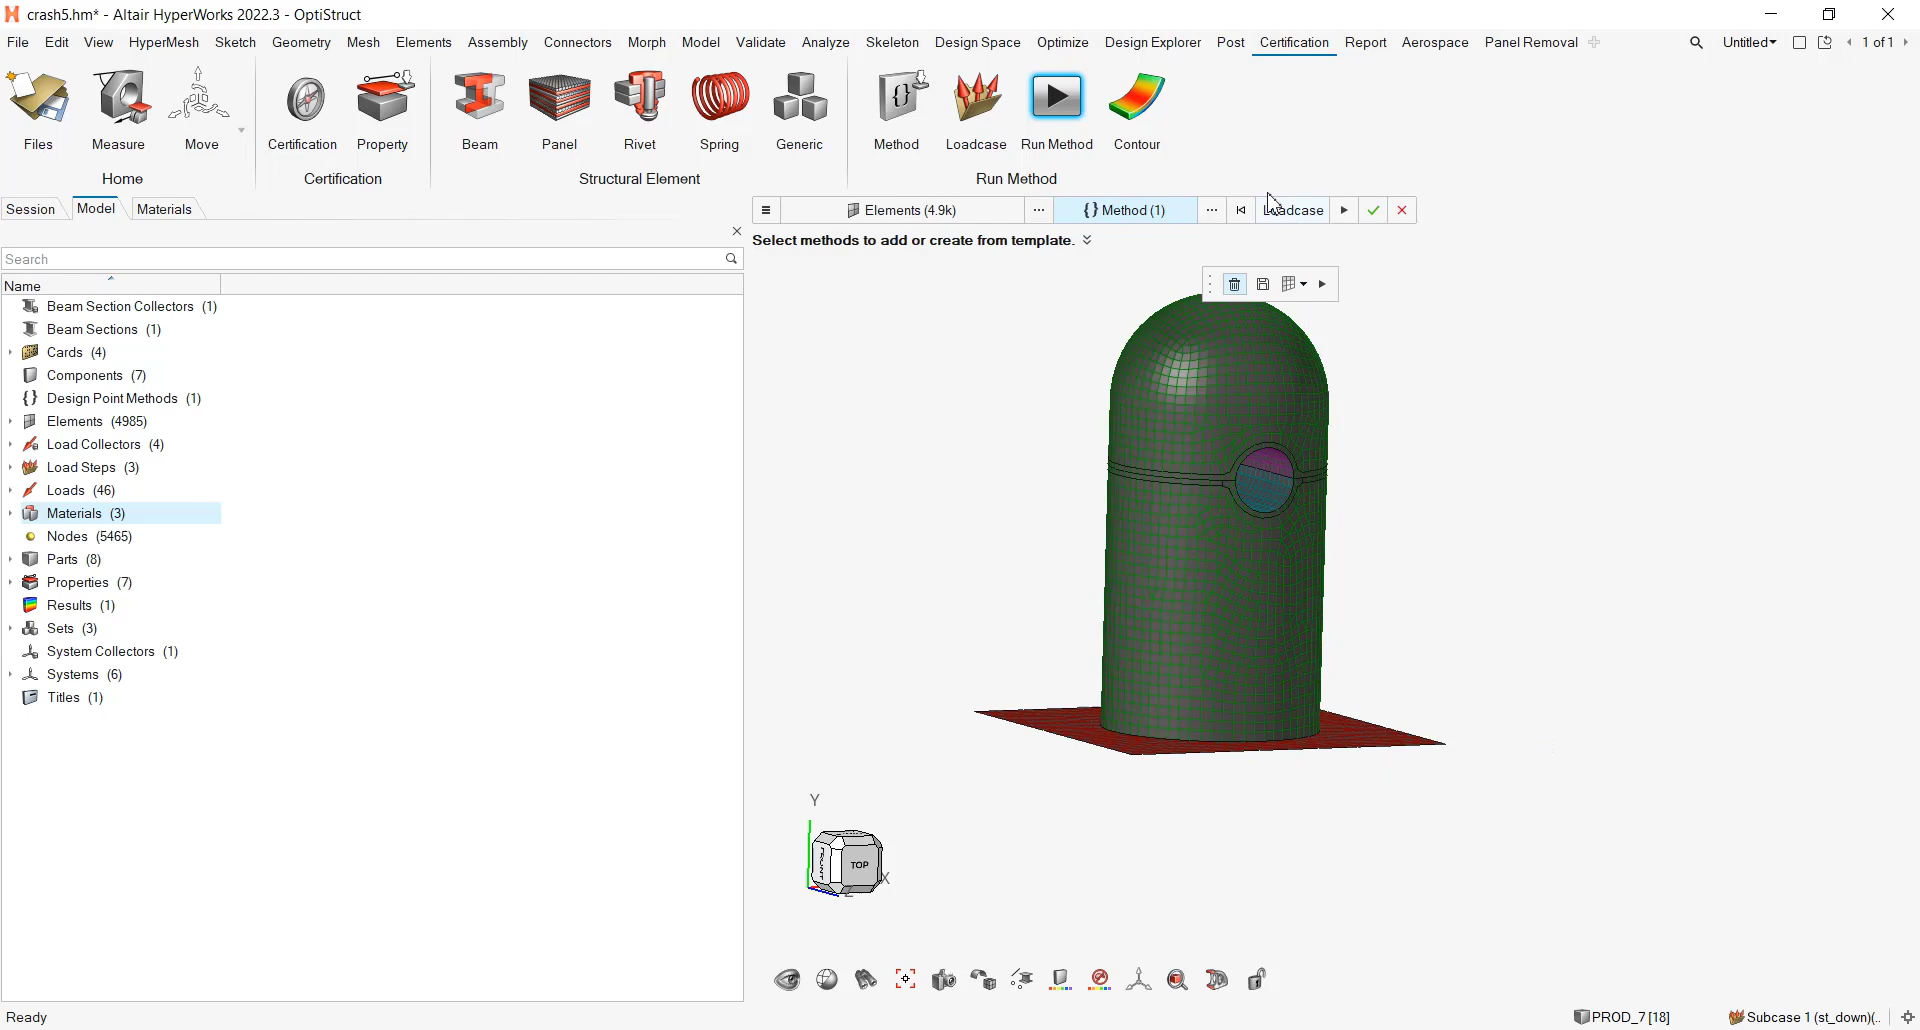 crash5.hm* - Altair HyperWorks 2022.3 - OptiStruct
File Edit View HyperMesh Sketch Geometry Mesh Elements Assembly Connectors Morph Model Validate Analyze Skeleton Design Space Optimize Design Explorer Post Certification Report Aerospace Panel Removal Untitled 1 of 1
Files Measure Move Certification Property Beam Panel Rivet Spring Generic Method Loadcase Run Method Contour
Home Certification Structural Element Run Method
Session Model Materials
Elements (4.9k) ... {} Method (1) ... Loadcase
Select methods to add or create from template.
Search
Name
Beam Section Collectors (1)
Beam Sections (1)
Cards (4)
Components (7)
Design Point Methods (1)
Elements (4985)
Load Collectors (4)
Load Steps (3)
Loads (46)
Materials (3)
Nodes (5465)
Parts (8)
Properties (7)
Results (1)
Sets (3)
System Collectors (1)
Systems (6)
Titles (1)
Y
FRONT TOP X
Z
Ready PROD_7 [18] Subcase 1 (st_down)(..